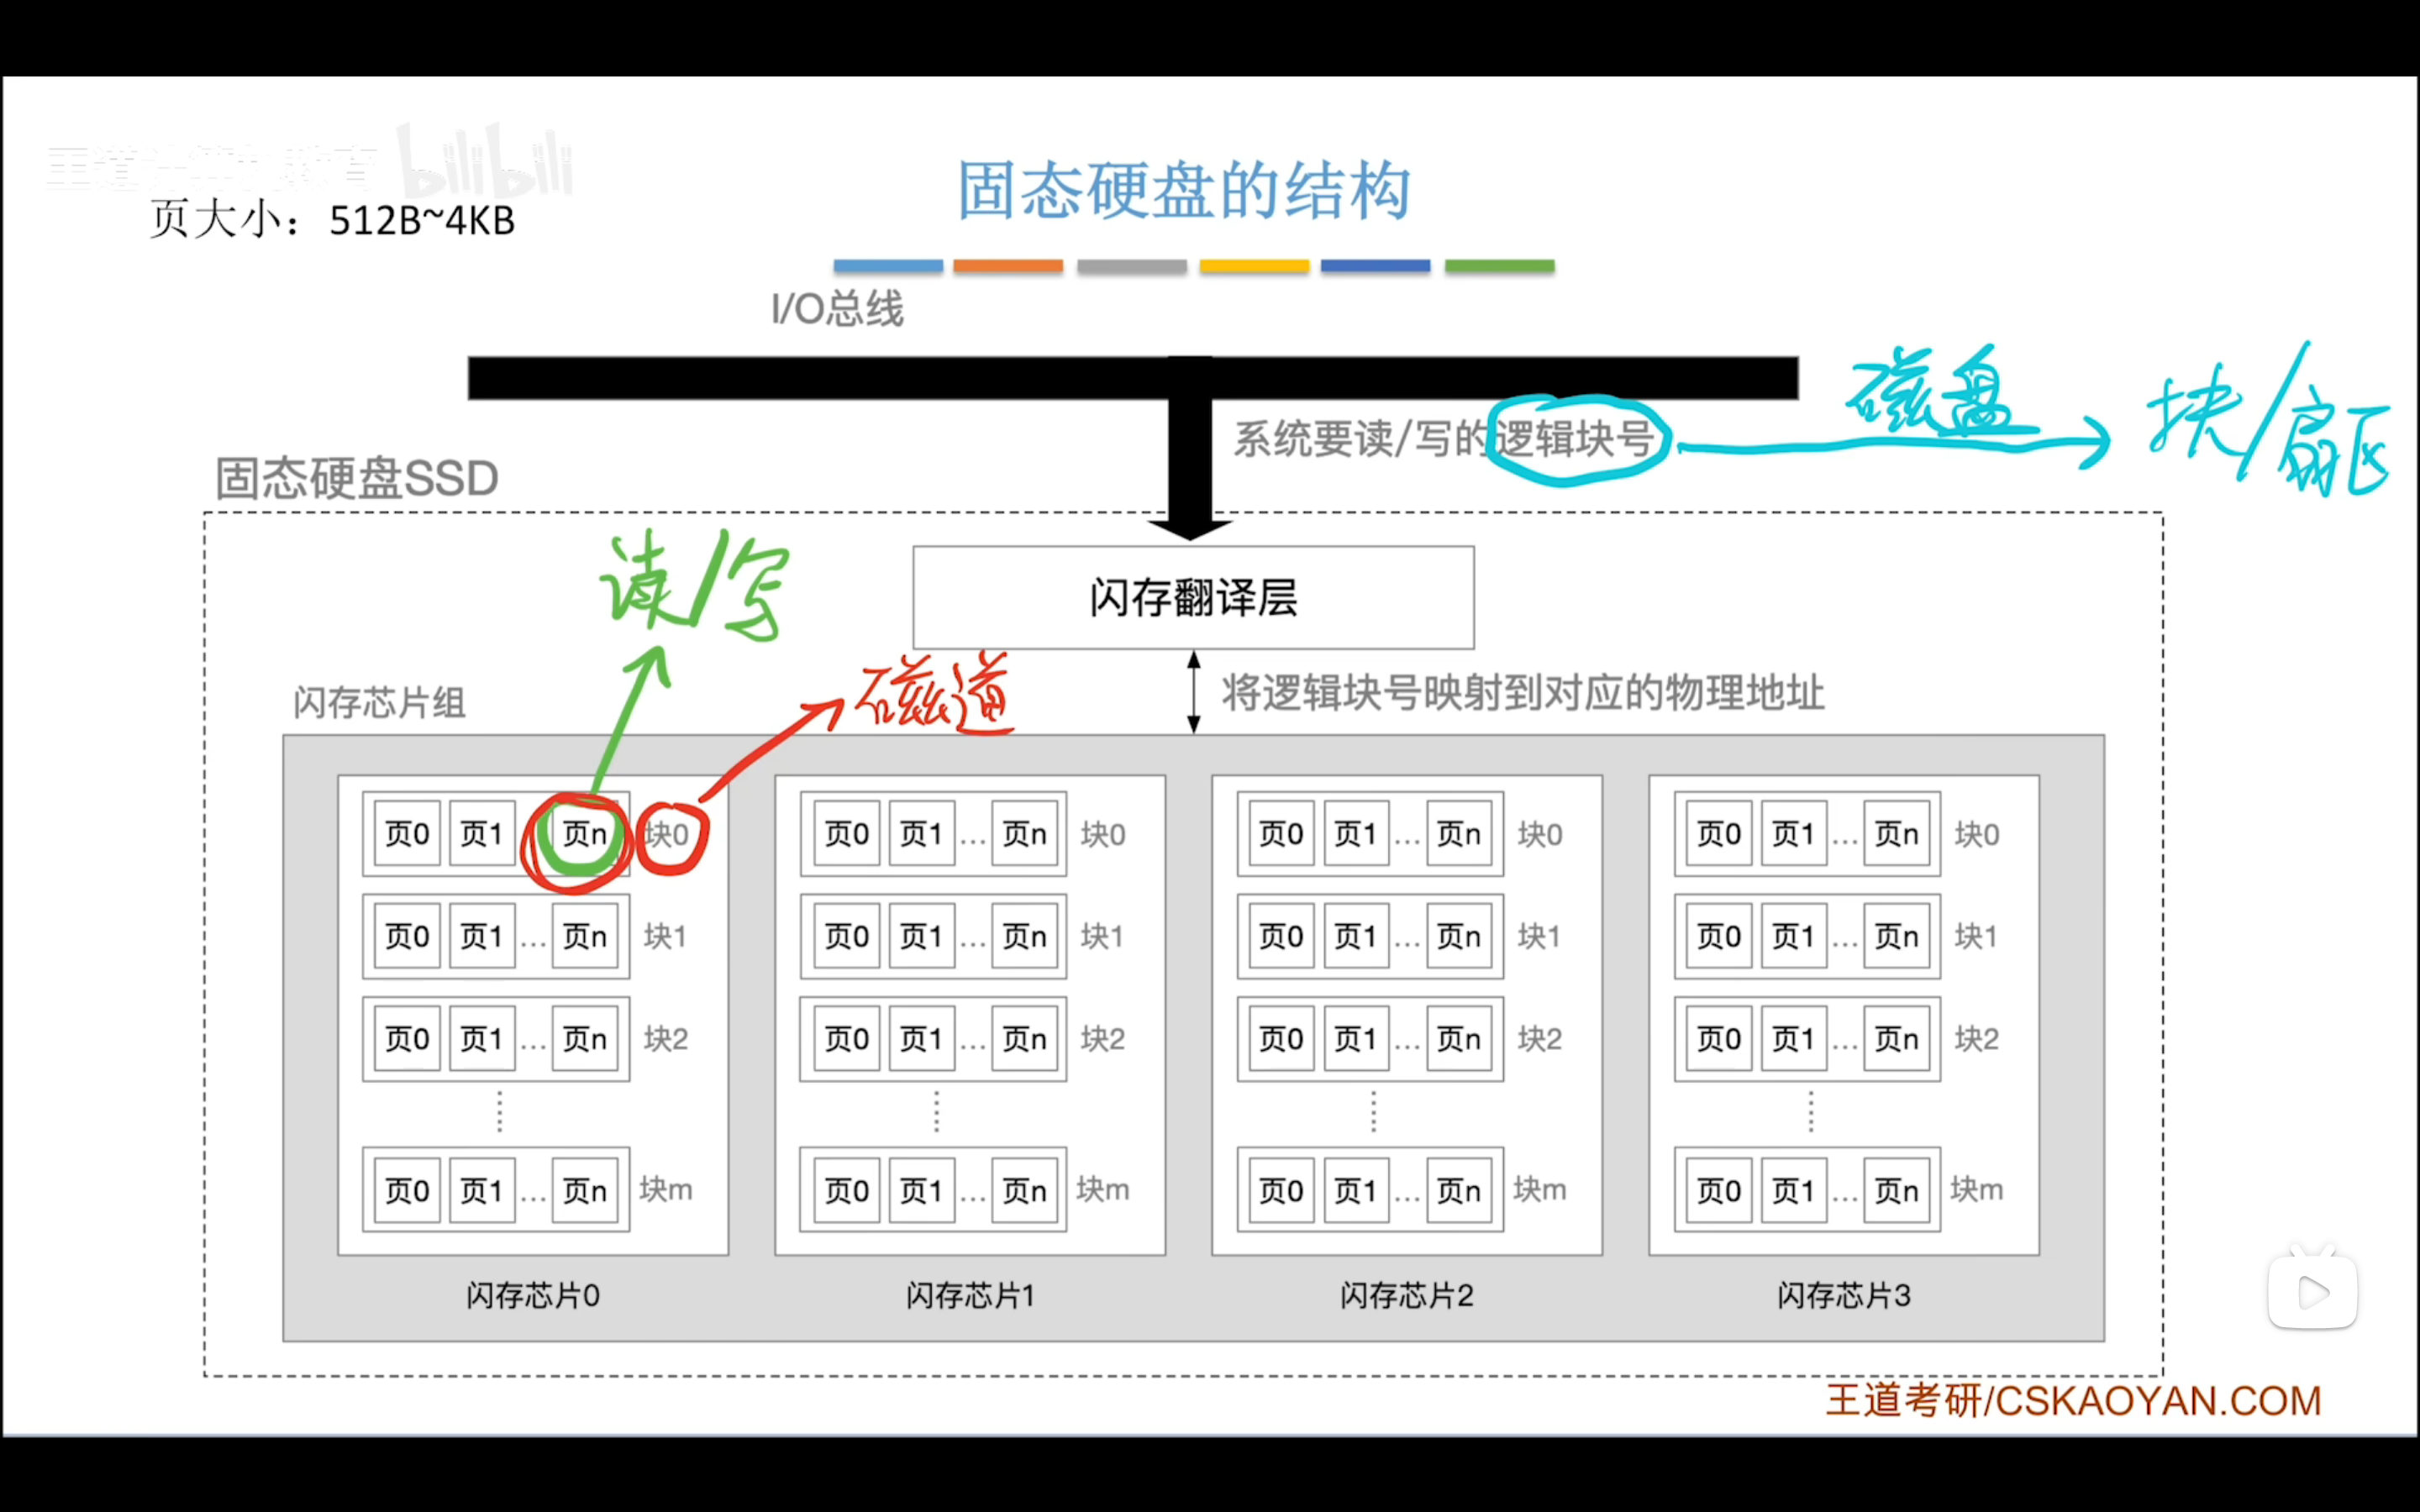 王道计算机教育 bilibili
固态硬盘的结构
页大小：512B~4KB
I/O总线
系统要读/写的逻辑块号
磁盘
块/扇区
固态硬盘SSD
读/写
闪存翻译层
磁道
闪存芯片组
将逻辑块号映射到对应的物理地址
页0 页1 页n 块0 页0 页1 … 页n 块0 页0 页1 … 页n 块0 页0 页1 … 页n 块0
页0 页1 … 页n 块1 页0 页1 … 页n 块1 页0 页1 … 页n 块1 页0 页1 … 页n 块1
页0 页1 … 页n 块2 页0 页1 … 页n 块2 页0 页1 … 页n 块2 页0 页1 … 页n 块2
页0 页1 … 页n 块m 页0 页1 … 页n 块m 页0 页1 … 页n 块m 页0 页1 … 页n 块m
闪存芯片0 闪存芯片1 闪存芯片2 闪存芯片3
王道考研/CSKAOYAN.COM